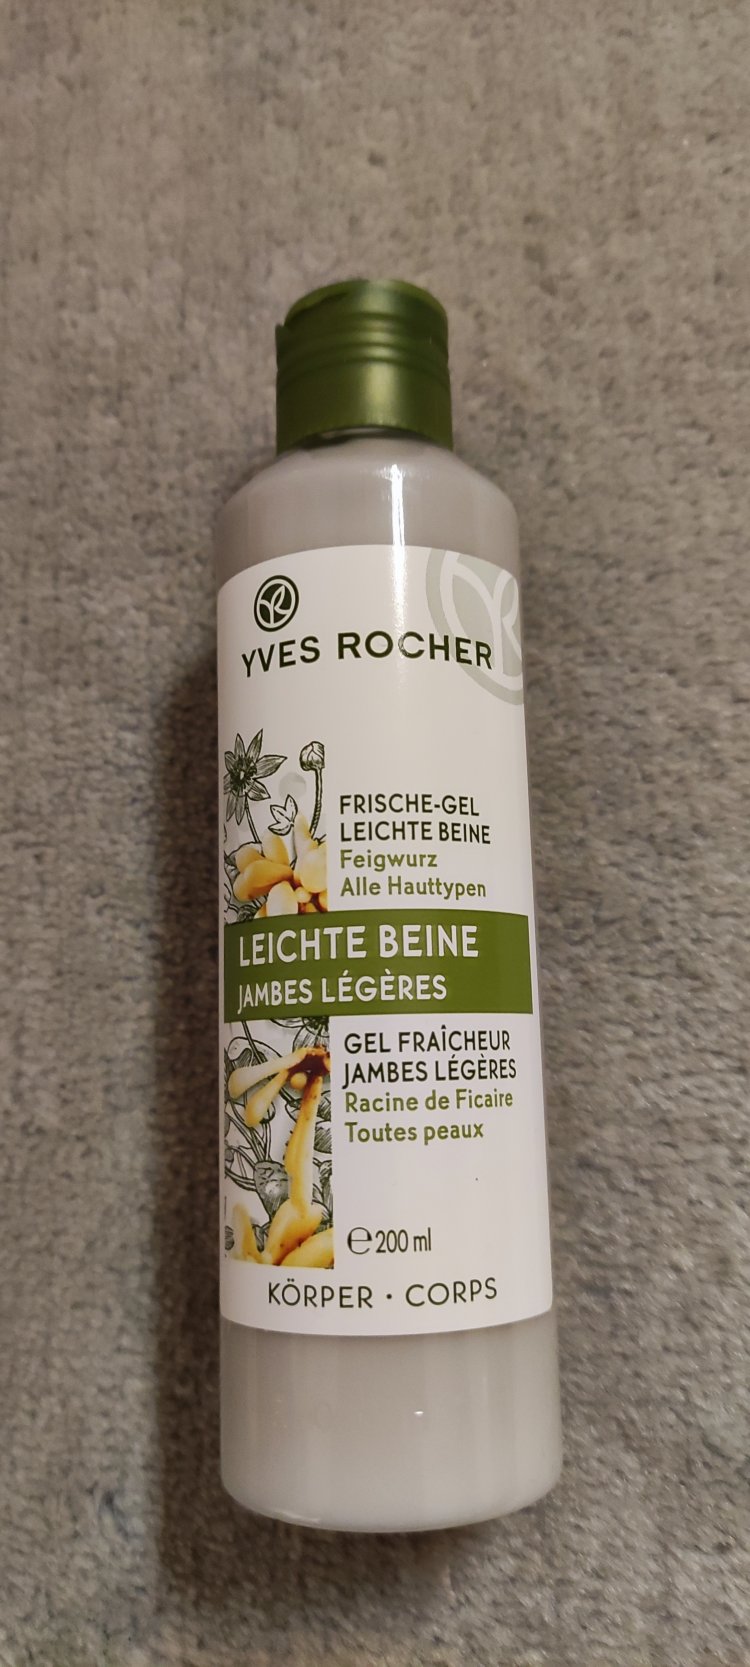 YVES ROCHER
FRISCHE-GEL
LEICHTE BEINE
Feigwurz
Alle Hauttypen
LEICHTE BEINE
JAMBES LÉGÈRES
GEL FRAÎCHEUR
JAMBES LÉGÈRES
Racine de Ficaire
Toutes peaux
℮200 ml
KÖRPER · CORPS